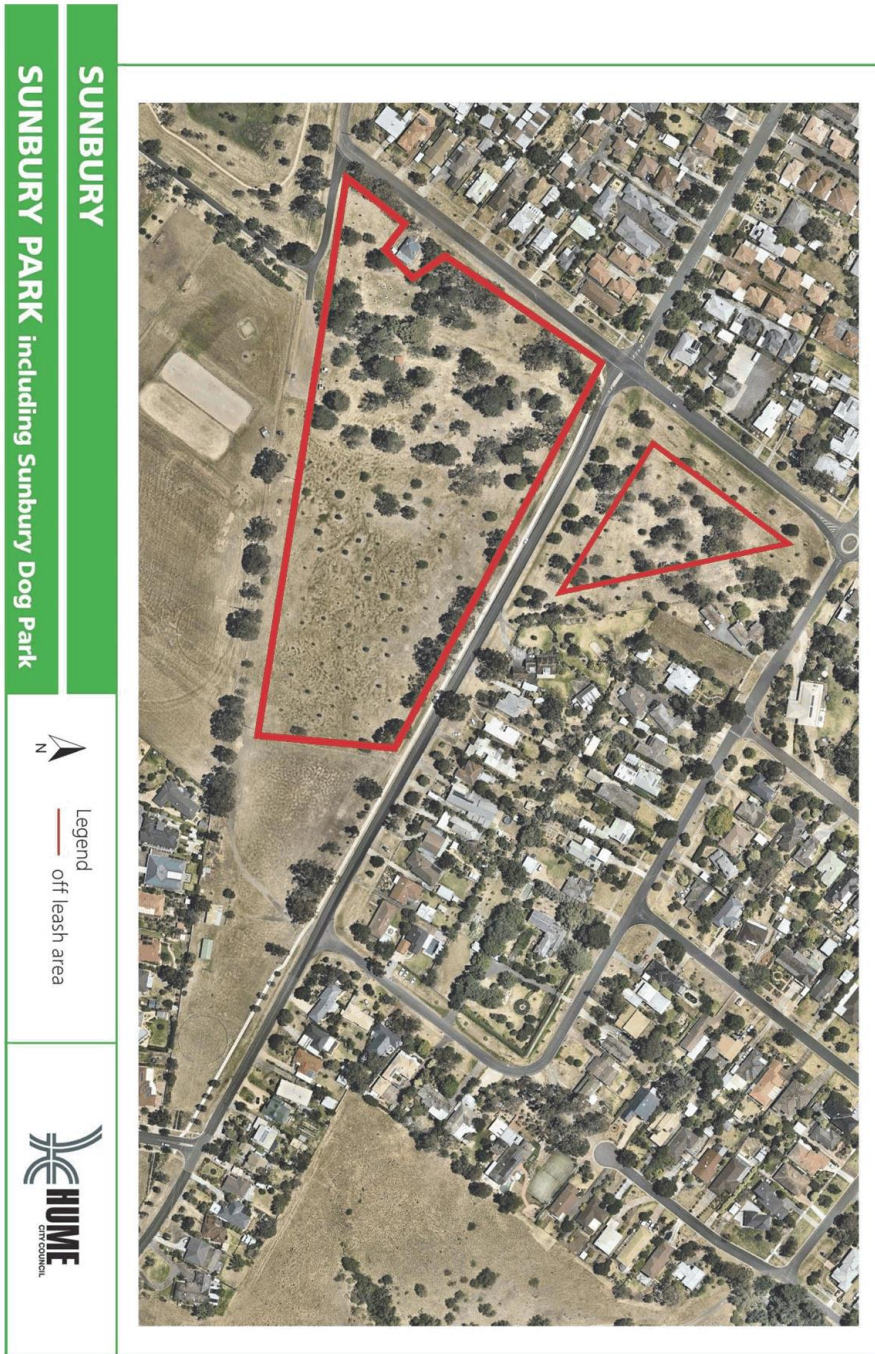 SUNBURY
SUNBURY PARK including Sunbury Dog Park
N
Legend
off leash area
HUME
CITY COUNCIL